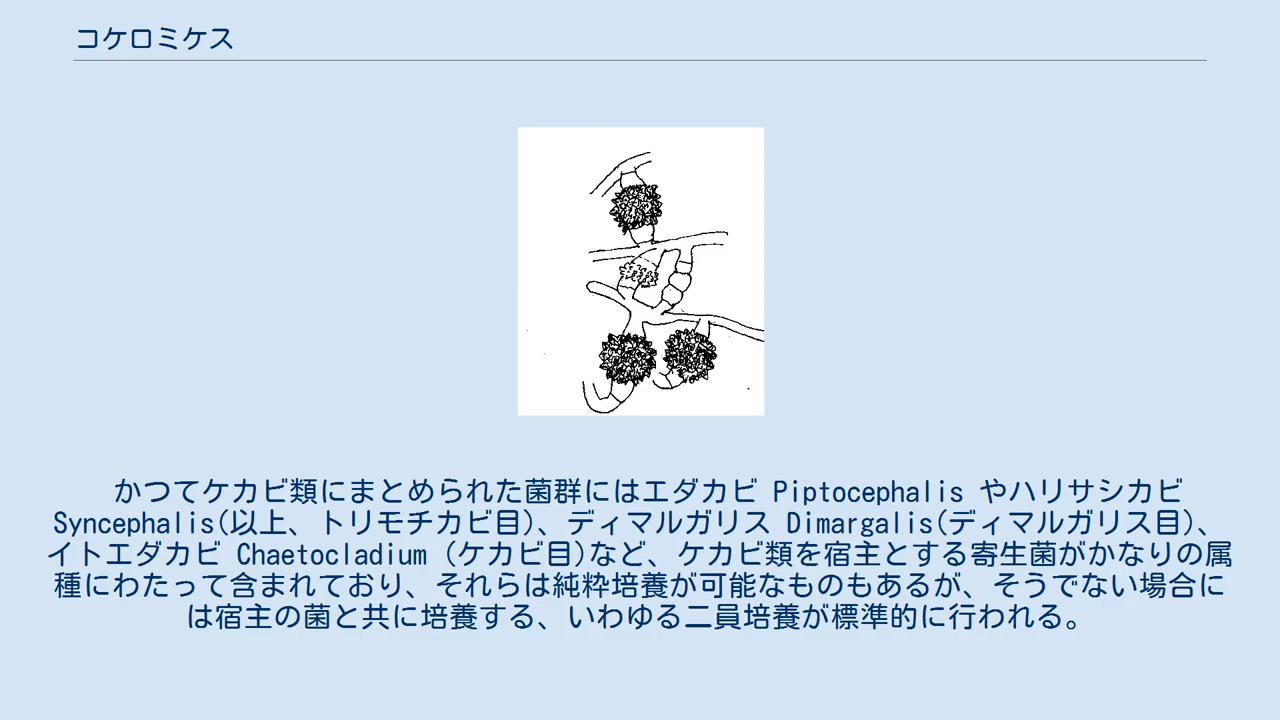 コケロミケス
かつてケカビ類にまとめられた菌群にはエダカビ Piptocephalis やハリサシカビ
Syncephalis(以上、トリモチカビ目)、ディマルガリス Dimargalis(ディマルガリス目)、
イトエダカビ Chaetocladium (ケカビ目)など、ケカビ類を宿主とする寄生菌がかなりの属
種にわたって含まれており、それらは純粋培養が可能なものもあるが、そうでない場合に
は宿主の菌と共に培養する、いわゆる二員培養が標準的に行われる。